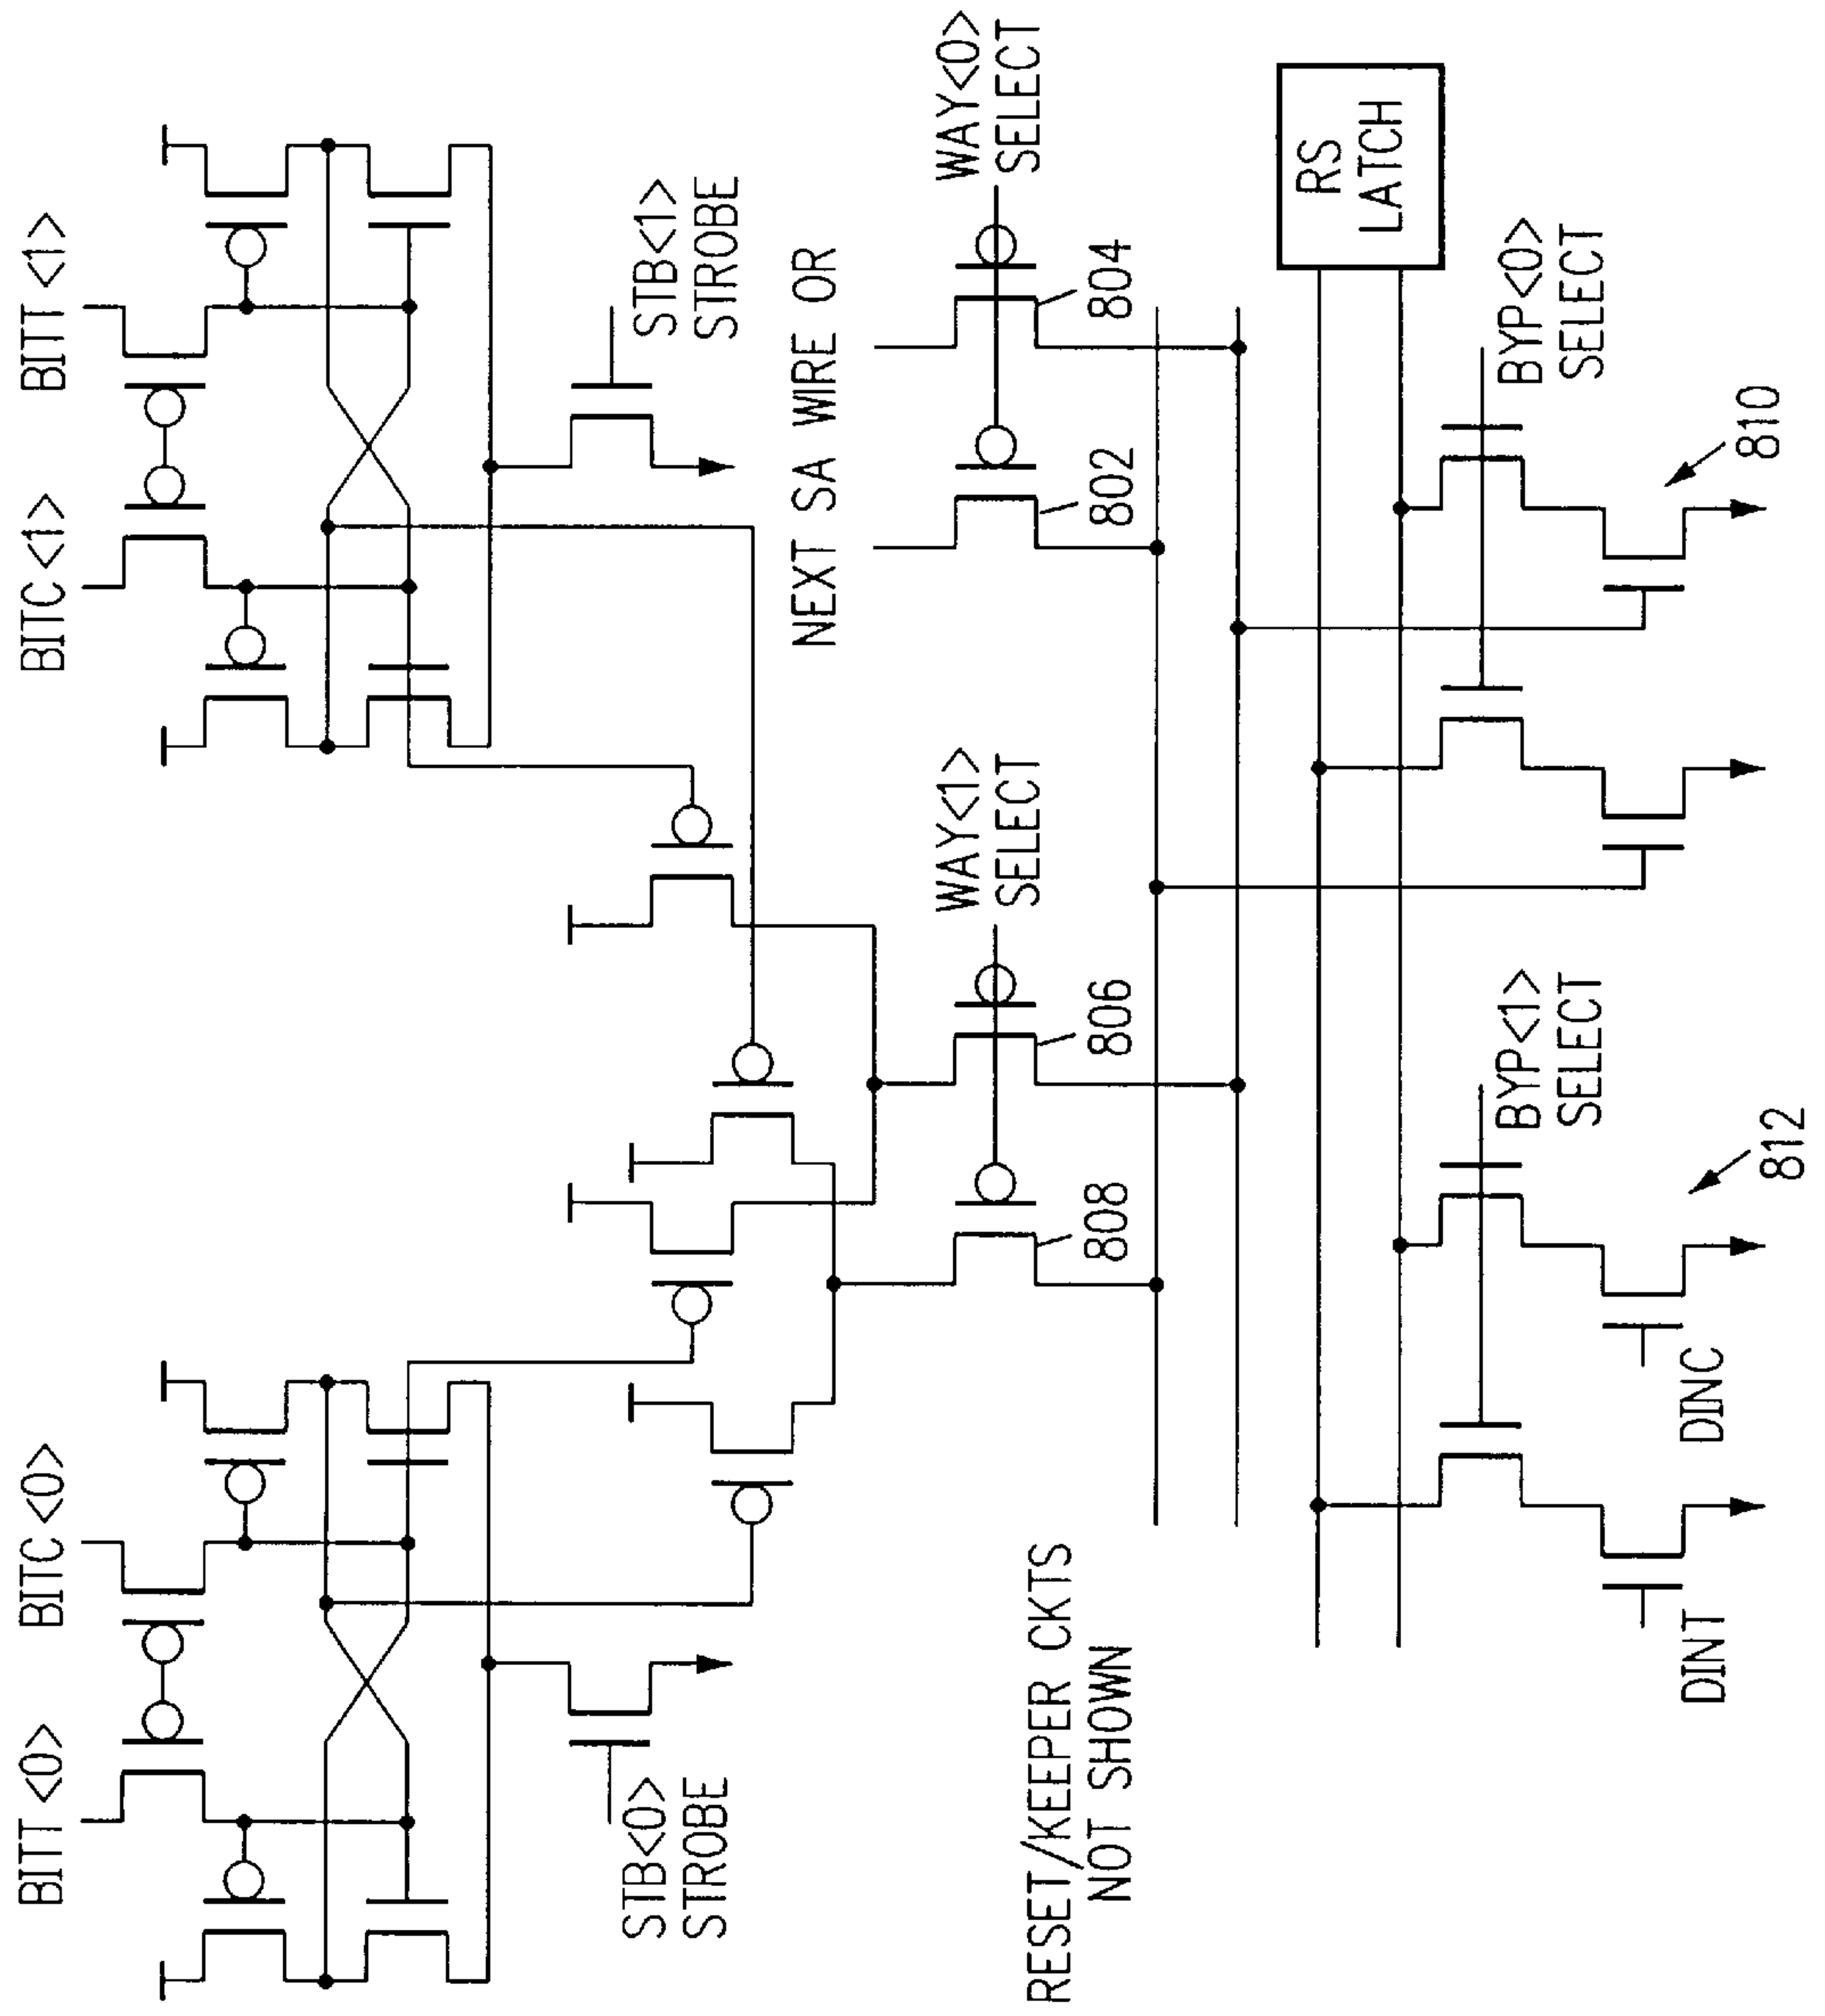 BITT <0>
BITC <0>
BITC <1>
BITT <1>
STB<0>
STROBE
STB<1>
STROBE
NEXT SA WIRE OR
WAY<1>
SELECT
WAY<0>
SELECT
808
806
802
804
RESET/KEEPER CKTS
NOT SHOWN
RS
LATCH
BYP<1>
SELECT
BYP<0>
SELECT
DINT
DINC
812
810